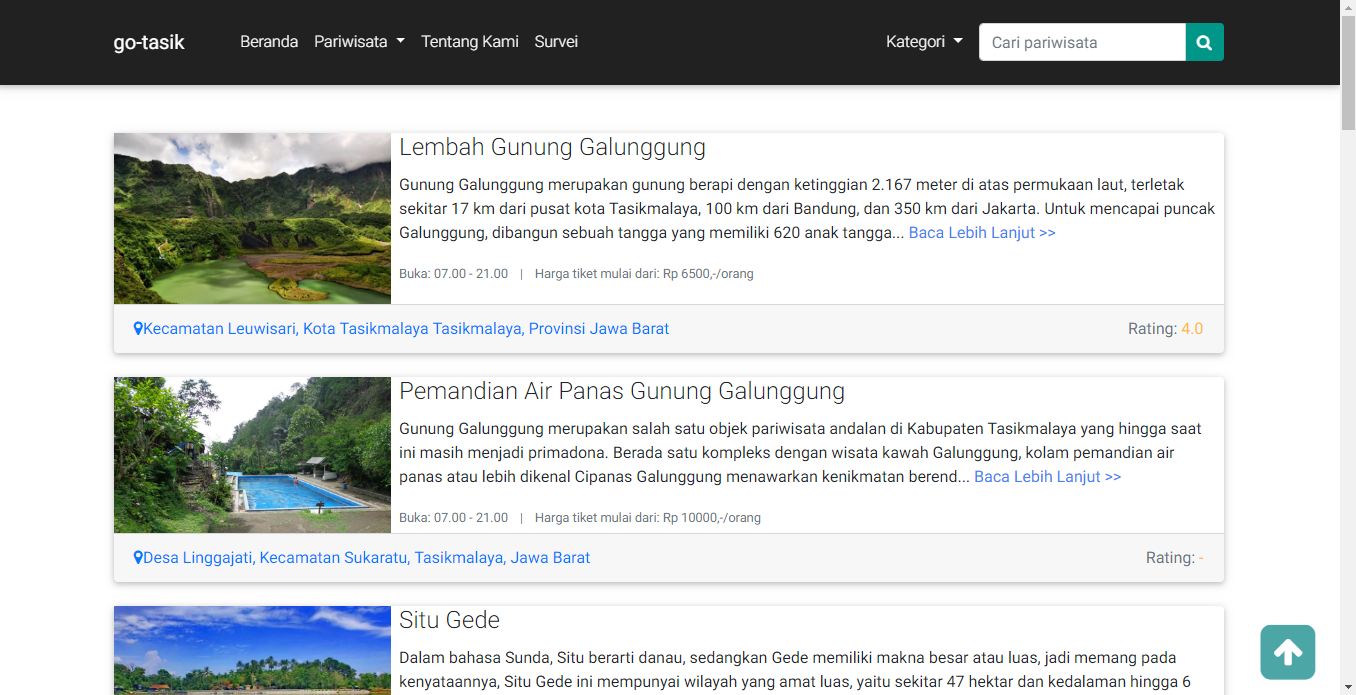 go-tasik Beranda Pariwisata Tentang Kami Survei Kategori Cari pariwisata
Lembah Gunung Galunggung
Gunung Galunggung merupakan gunung berapi dengan ketinggian 2.167 meter di atas permukaan laut, terletak
sekitar 17 km dari pusat kota Tasikmalaya, 100 km dari Bandung, dan 350 km dari Jakarta. Untuk mencapai puncak
Galunggung, dibangun sebuah tangga yang memiliki 620 anak tangga... Baca Lebih Lanjut >>
Buka: 07.00 - 21.00 | Harga tiket mulai dari: Rp 6500,-/orang
Kecamatan Leuwisari, Kota Tasikmalaya Tasikmalaya, Provinsi Jawa Barat Rating: 4.0
Pemandian Air Panas Gunung Galunggung
Gunung Galunggung merupakan salah satu objek pariwisata andalan di Kabupaten Tasikmalaya yang hingga saat
ini masih menjadi primadona. Berada satu kompleks dengan wisata kawah Galunggung, kolam pemandian air
panas atau lebih dikenal Cipanas Galunggung menawarkan kenikmatan berend... Baca Lebih Lanjut >>
Buka: 07.00 - 21.00 | Harga tiket mulai dari: Rp 10000,-/orang
Desa Linggajati, Kecamatan Sukaratu, Tasikmalaya, Jawa Barat Rating: -
Situ Gede
Dalam bahasa Sunda, Situ berarti danau, sedangkan Gede memiliki makna besar atau luas, jadi memang pada
kenyataannya, Situ Gede ini mempunyai wilayah yang amat luas, yaitu sekitar 47 hektar dan kedalaman hingga 6